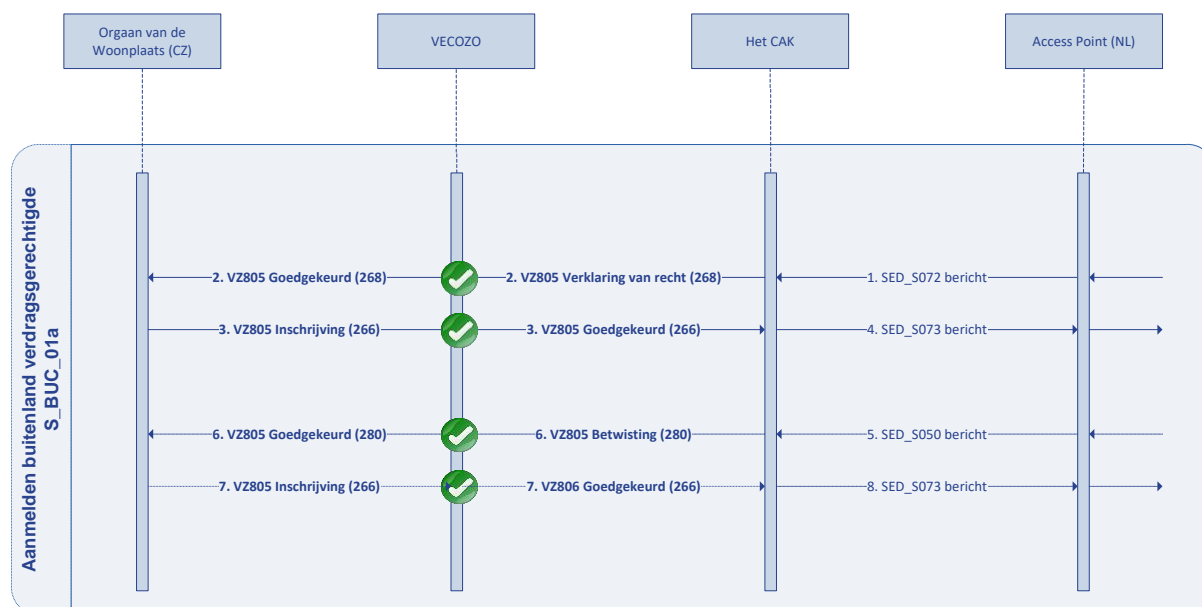 Orgaan van de
Woonplaats (CZ)
VECOZO
Het CAK
Access Point (NL)
Aanmelden buitenland verdragsgerechtigde
S_BUC_01a
2. VZ805 Goedgekeurd (268)
2. VZ805 Verklaring van recht (268)
1. SED_S072 bericht
3. VZ805 Inschrijving (266)
3. VZ805 Goedgekeurd (266)
4. SED_S073 bericht
6. VZ805 Goedgekeurd (280)
6. VZ805 Betwisting (280)
5. SED_S050 bericht
7. VZ805 Inschrijving (266)
7. VZ806 Goedgekeurd (266)
8. SED_S073 bericht